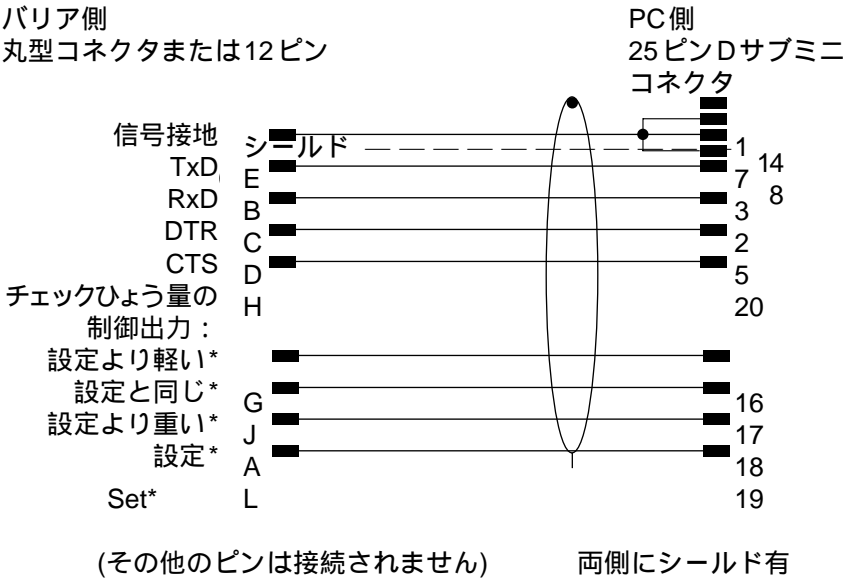 バリア側
丸型コネクタまたは12ピン
PC側
25ピンDサブミニ
コネクタ
信号接地
シールド
1
14
TxD
E
7
8
RxD
B
3
DTR
C
2
CTS
D
5
チェックひょう量の
H
20
制御出力：
設定より軽い*
設定と同じ*
G
16
設定より重い*
J
17
設定*
A
18
Set*
L
19
(その他のピンは接続されません)
両側にシールド有